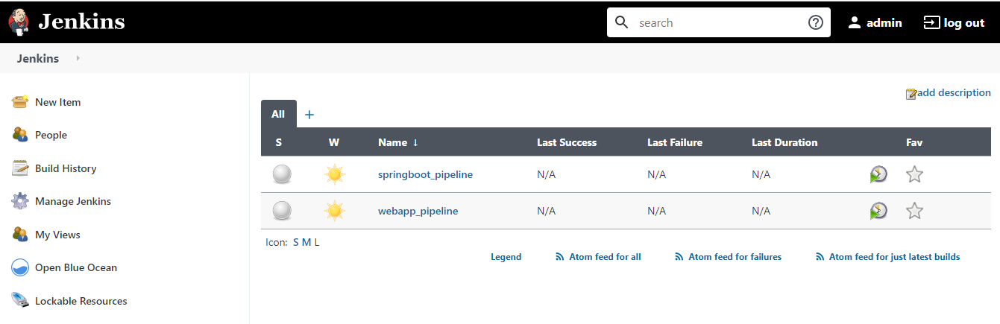 Jenkins search admin log out
Jenkins
add description
New Item
People
Build History
Manage Jenkins
My Views
Open Blue Ocean
Lockable Resources
All +
S W Name ↓ Last Success Last Failure Last Duration Fav
springboot_pipeline N/A N/A N/A
webapp_pipeline N/A N/A N/A
Icon: S M L
Legend Atom feed for all Atom feed for failures Atom feed for just latest builds